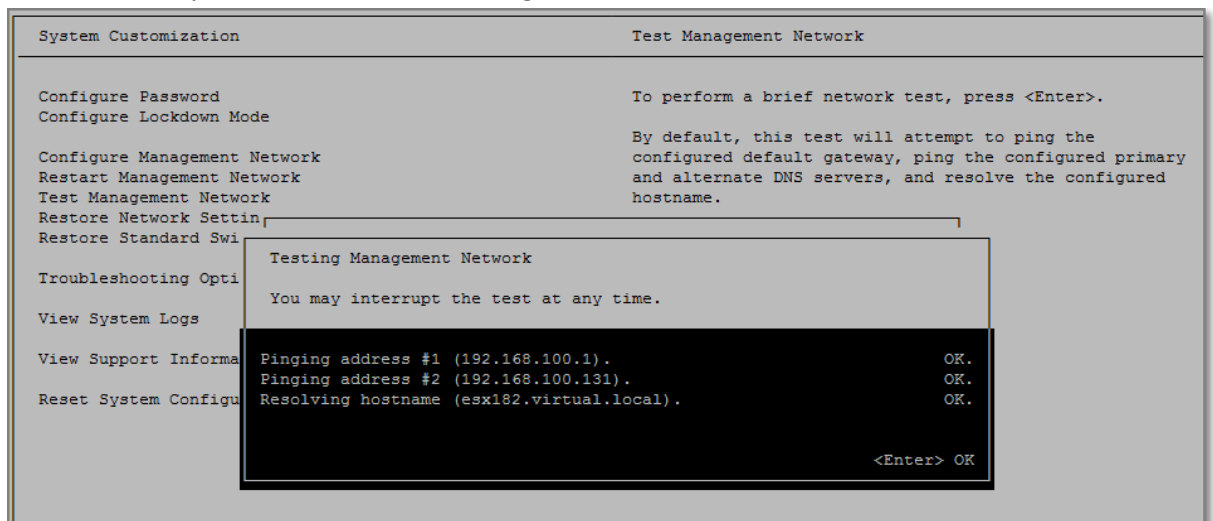 System Customization
Test Management Network
Configure Password
Configure Lockdown Mode
Configure Management Network
Restart Management Network
Test Management Network
Restore Network Settin
Restore Standard Swi
Troubleshooting Opti
View System Logs
View Support Informa
Reset System Configu
To perform a brief network test, press <Enter>.
By default, this test will attempt to ping the
configured default gateway, ping the configured primary
and alternate DNS servers, and resolve the configured
hostname.
Testing Management Network
You may interrupt the test at any time.
Pinging address #1 (192.168.100.1). OK.
Pinging address #2 (192.168.100.131). OK.
Resolving hostname (esx182.virtual.local). OK.
<Enter> OK